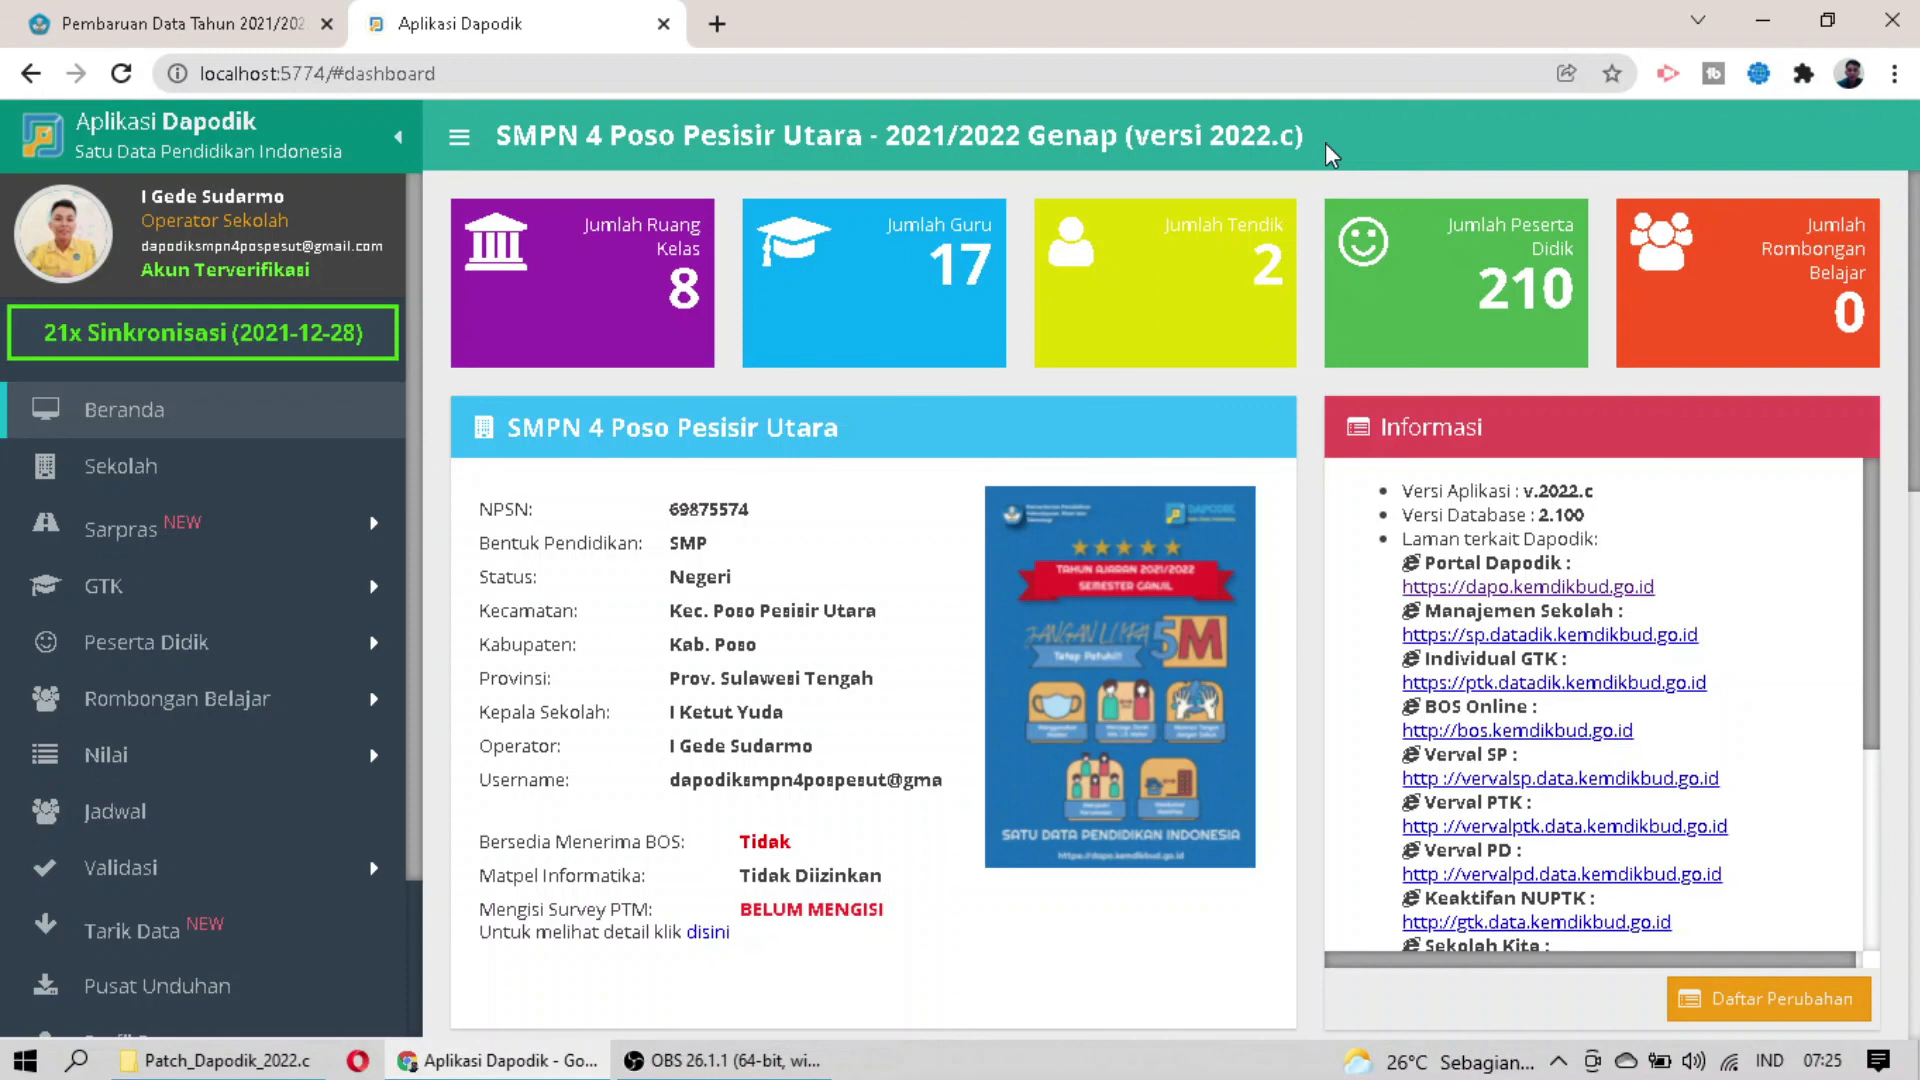 Pembaruan Data Tahun 2021/202
Aplikasi Dapodik
localhost:5774/#dashboard
Aplikasi Dapodik
Satu Data Pendidikan Indonesia
SMPN 4 Poso Pesisir Utara - 2021/2022 Genap (versi 2022.c)
I Gede Sudarmo
Operator Sekolah
dapodiksmpn4pospesut@gmail.com
Akun Terverifikasi
21x Sinkronisasi (2021-12-28)
Beranda
Sekolah
Sarpras NEW
GTK
Peserta Didik
Rombongan Belajar
Nilai
Jadwal
Validasi
Tarik Data NEW
Pusat Unduhan
Jumlah Ruang
Kelas
8
Jumlah Guru
17
Jumlah Tendik
2
Jumlah Peserta
Didik
210
Jumlah
Rombongan
Belajar
0
SMPN 4 Poso Pesisir Utara
NPSN: 69875574
Bentuk Pendidikan: SMP
Status: Negeri
Kecamatan: Kec. Poso Pesisir Utara
Kabupaten: Kab. Poso
Provinsi: Prov. Sulawesi Tengah
Kepala Sekolah: I Ketut Yuda
Operator: I Gede Sudarmo
Username: dapodiksmpn4pospesut@gma
Bersedia Menerima BOS: Tidak
Matpel Informatika: Tidak Diizinkan
Mengisi Survey PTM: BELUM MENGISI
Untuk melihat detail klik disini
DAPODIK
TAHUN AJARAN 2021/2022
SEMESTER GANJIL
JANGAN LUPA 5M
Tetap Patuhi!!
SATU DATA PENDIDIKAN INDONESIA
https://dapo.kemdikbud.go.id
Informasi
Versi Aplikasi : v.2022.c
Versi Database : 2.100
Laman terkait Dapodik:
Portal Dapodik :
https://dapo.kemdikbud.go.id
Manajemen Sekolah :
https://sp.datadik.kemdikbud.go.id
Individual GTK :
https://ptk.datadik.kemdikbud.go.id
BOS Online :
http://bos.kemdikbud.go.id
Verval SP :
http ://vervalsp.data.kemdikbud.go.id
Verval PTK :
http ://vervalptk.data.kemdikbud.go.id
Verval PD :
http ://vervalpd.data.kemdikbud.go.id
Keaktifan NUPTK :
http://gtk.data.kemdikbud.go.id
Sekolah Kita :
Daftar Perubahan
Patch_Dapodik_2022.c
Aplikasi Dapodik - Go...
OBS 26.1.1 (64-bit, wi...
26°C Sebagian...
IND
07:25